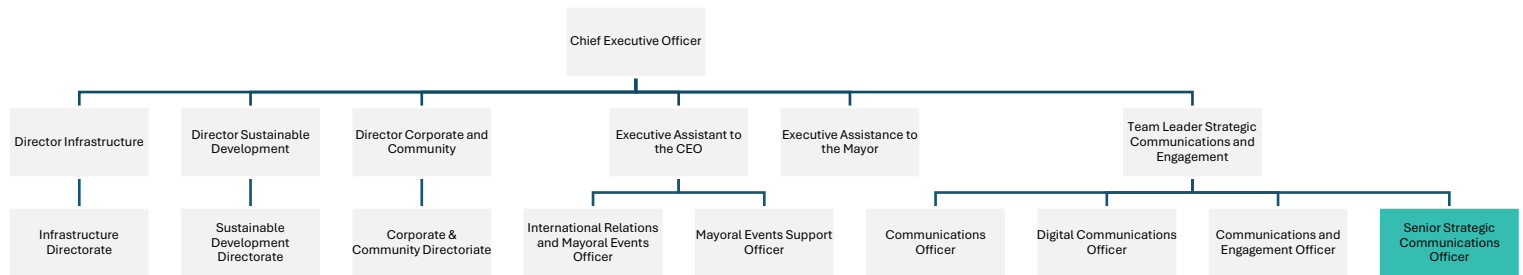 Chief Executive Officer
Director Infrastructure
Director Sustainable
Development
Director Corporate and
Community
Executive Assistant to
the CEO
Executive Assistance to
the Mayor
Team Leader Strategic
Communications and
Engagement
Infrastructure
Directorate
Sustainable
Development
Directorate
Corporate &
Community Directoriate
International Relations
and Mayoral Events
Officer
Mayoral Events Support
Officer
Communications
Officer
Digital Communications
Officer
Communications and
Engagement Officer
Senior Strategic
Communications
Officer